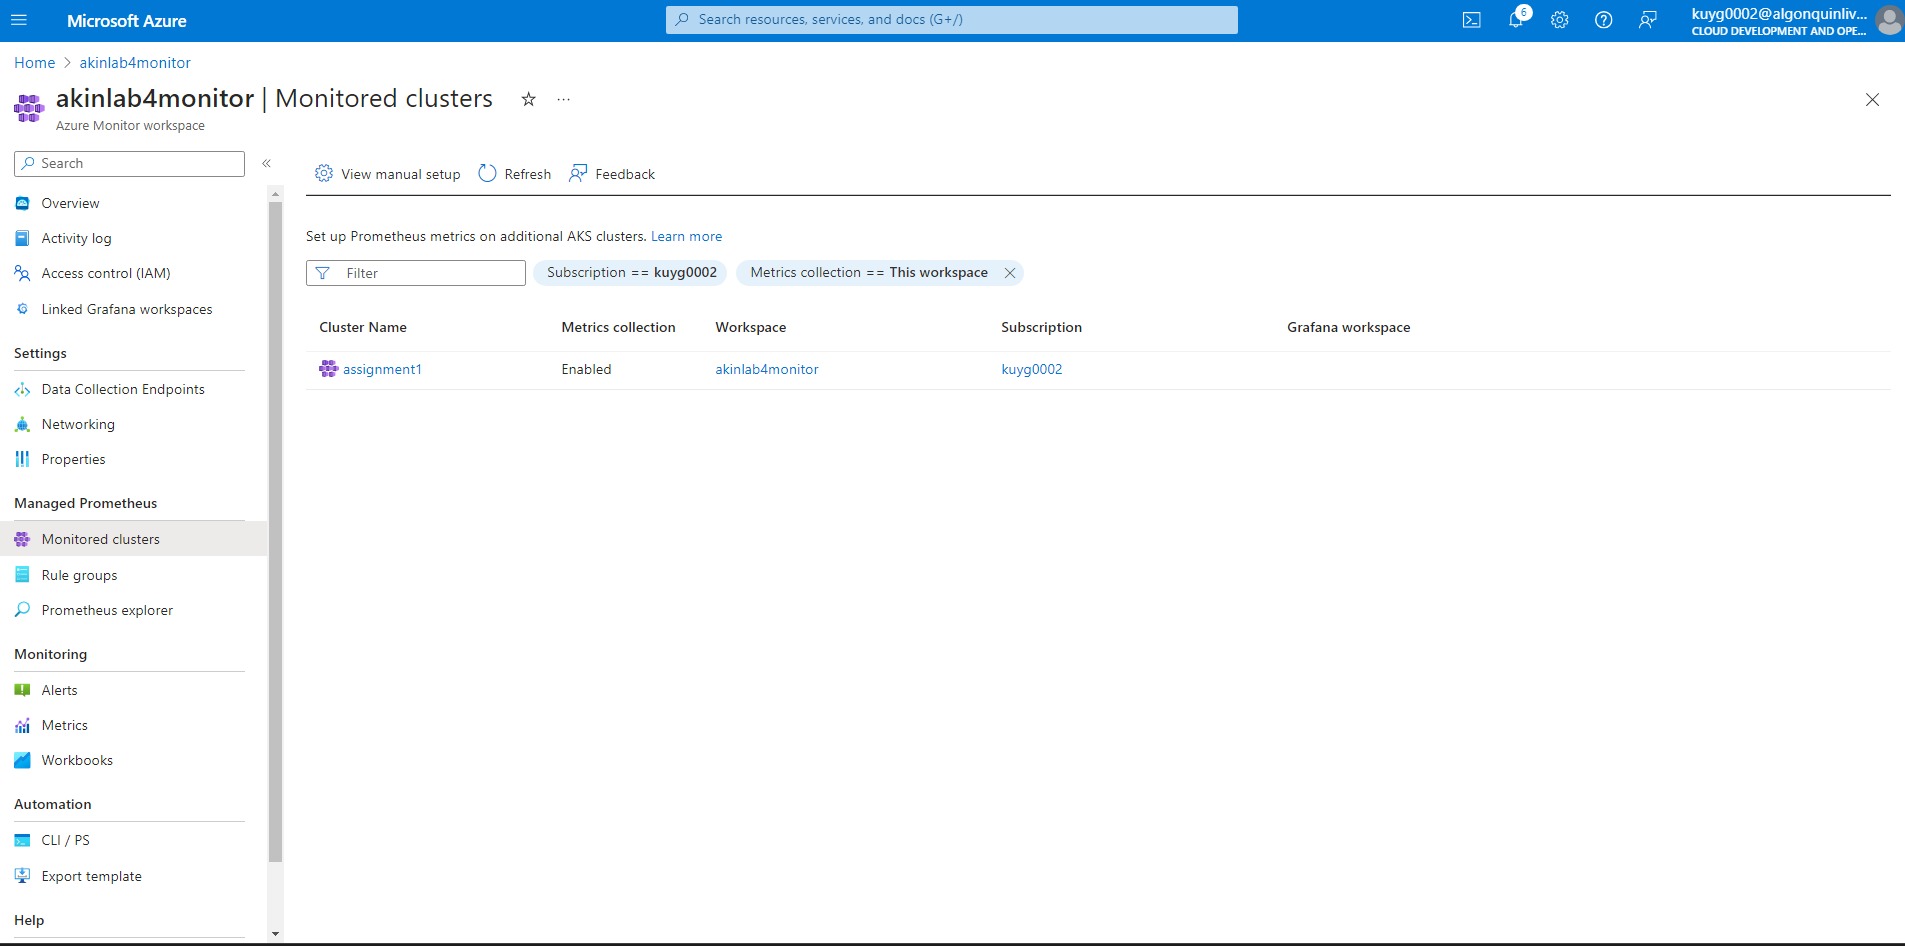 Microsoft Azure
Search resources, services, and docs (G+/)
6
kuyg0002@algonquinliv...
CLOUD DEVELOPMENT AND OPE...
Home > akinlab4monitor
akinlab4monitor | Monitored clusters
Azure Monitor workspace
Search
Overview
Activity log
Access control (IAM)
Linked Grafana workspaces
Settings
Data Collection Endpoints
Networking
Properties
Managed Prometheus
Monitored clusters
Rule groups
Prometheus explorer
Monitoring
Alerts
Metrics
Workbooks
Automation
CLI / PS
Export template
Help
View manual setup Refresh Feedback
Set up Prometheus metrics on additional AKS clusters. Learn more
Filter Subscription == kuyg0002 Metrics collection == This workspace
Cluster Name Metrics collection Workspace Subscription Grafana workspace
assignment1 Enabled akinlab4monitor kuyg0002